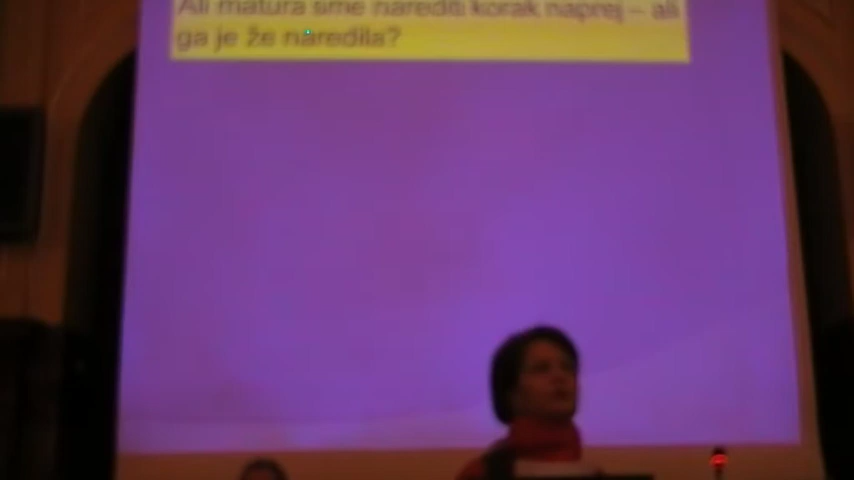 Ali matura sme narediti korak naprej – ali
ga je že naredila?